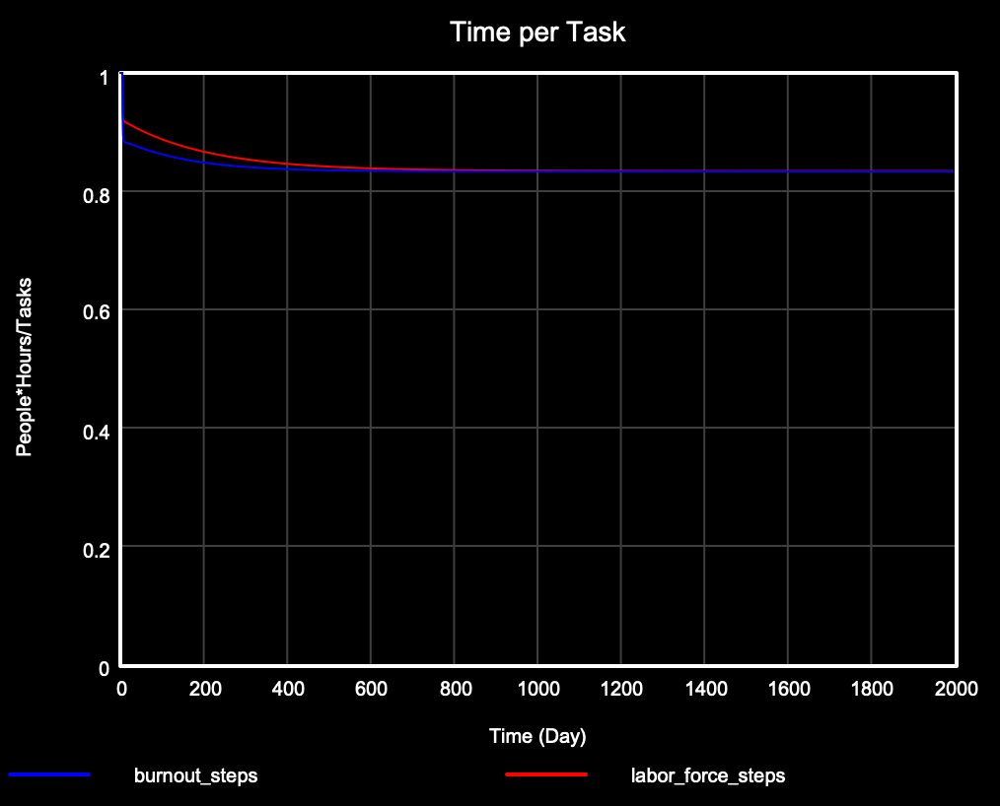 Time per Task
1
0.8
0.6
0.4
0.2
0
People*Hours/Tasks
0 200 400 600 800 1000 1200 1400 1600 1800 2000
Time (Day)
burnout_steps labor_force_steps